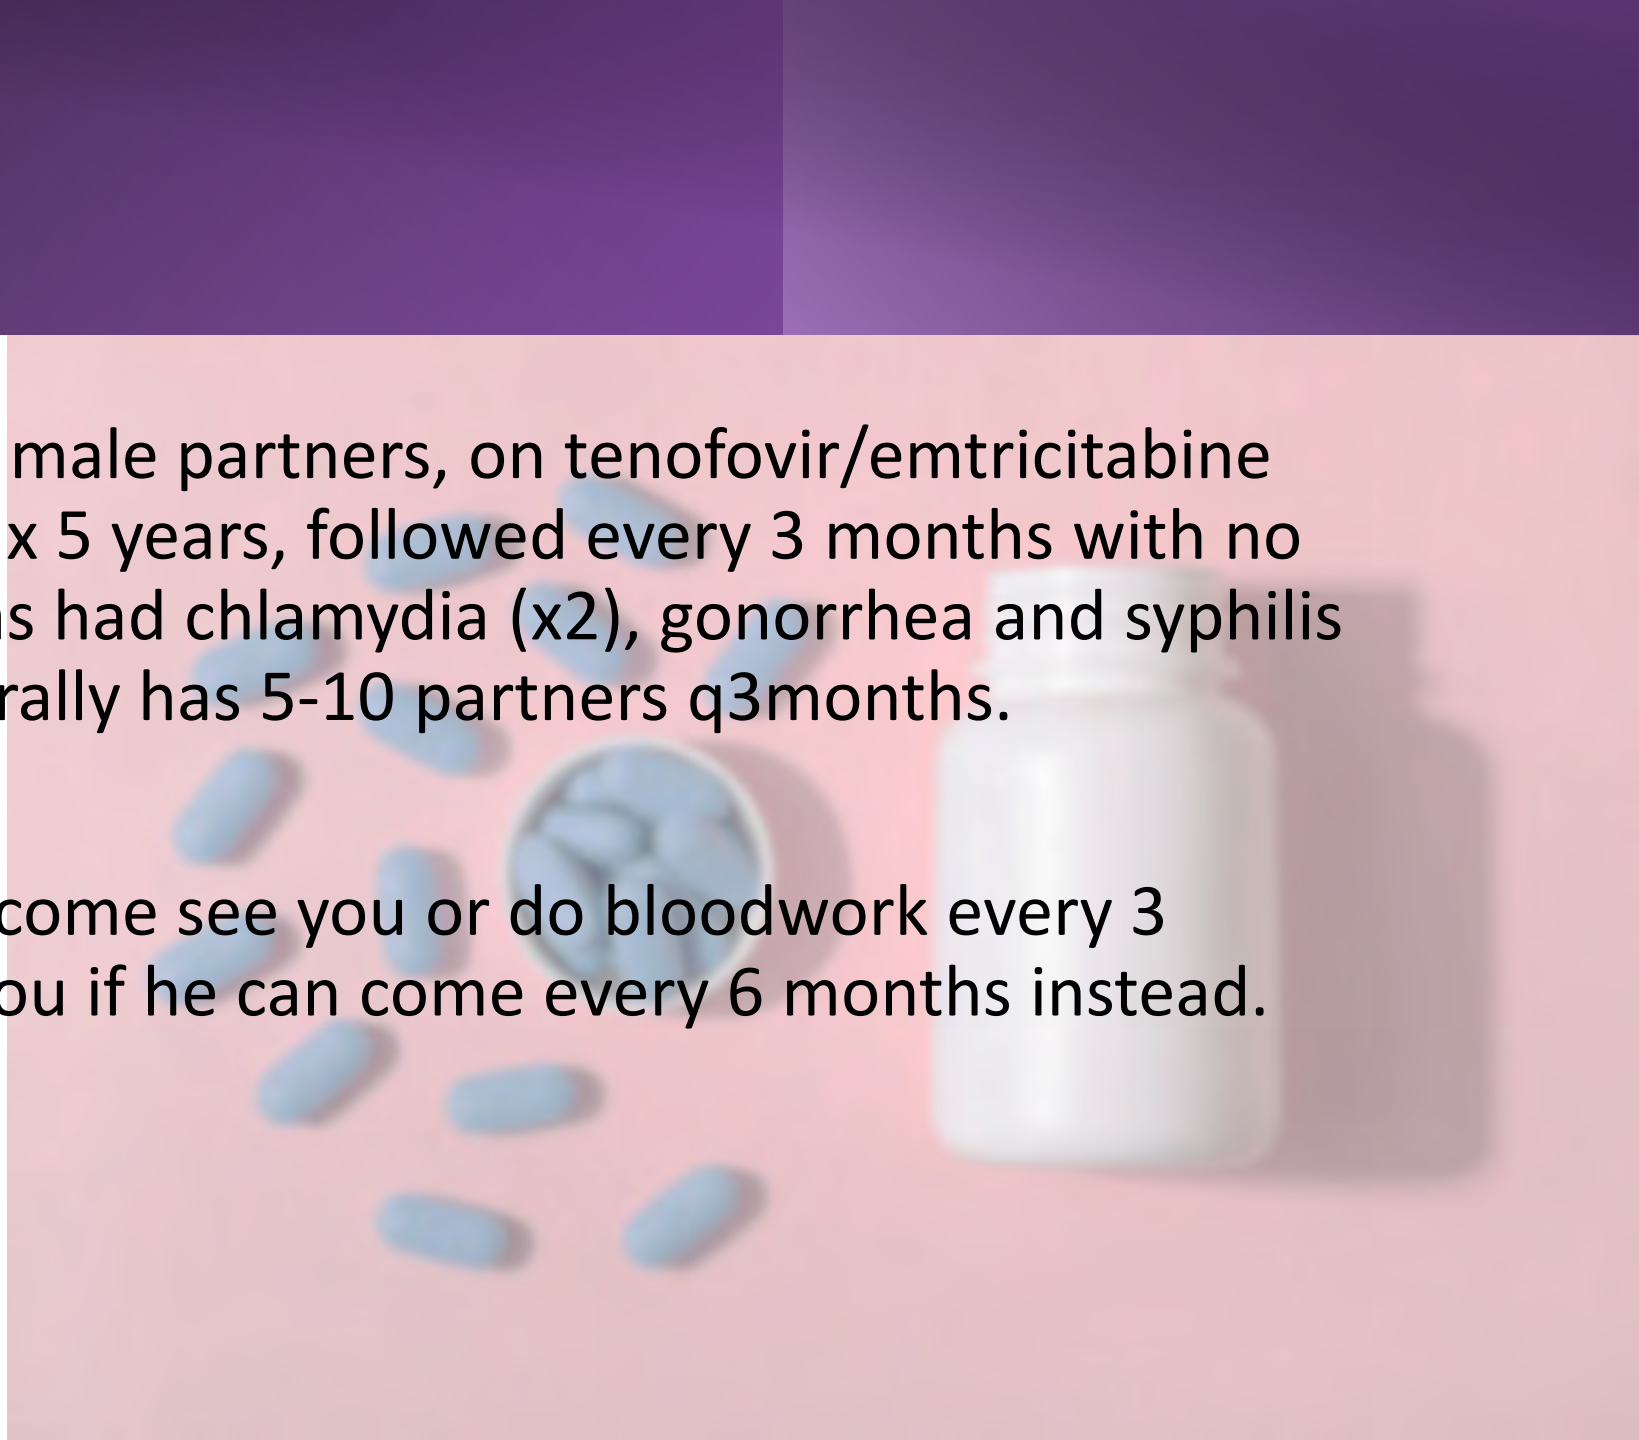 male partners, on tenofovir/emtricitabine
x 5 years, followed every 3 months with no
had chlamydia (x2), gonorrhea and syphilis
has 5-10 partners q3months.
come see you or do bloodwork every 3
if he can come every 6 months instead.